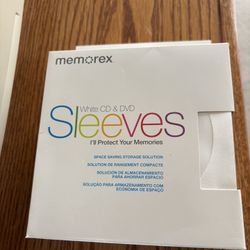 memorex
White CD & DVD
Sleeves
I'll Protect Your Memories
SPACE SAVING STORAGE SOLUTION
SOLUTION DE RANGEMENT COMPACTE
SOLUCIÓN DE ALMACENAMIENTO
PARA AHORRAR ESPACIO
SOLUÇÃO PARA ARMAZENAMENTO COM
ECONOMIA DE ESPAÇO